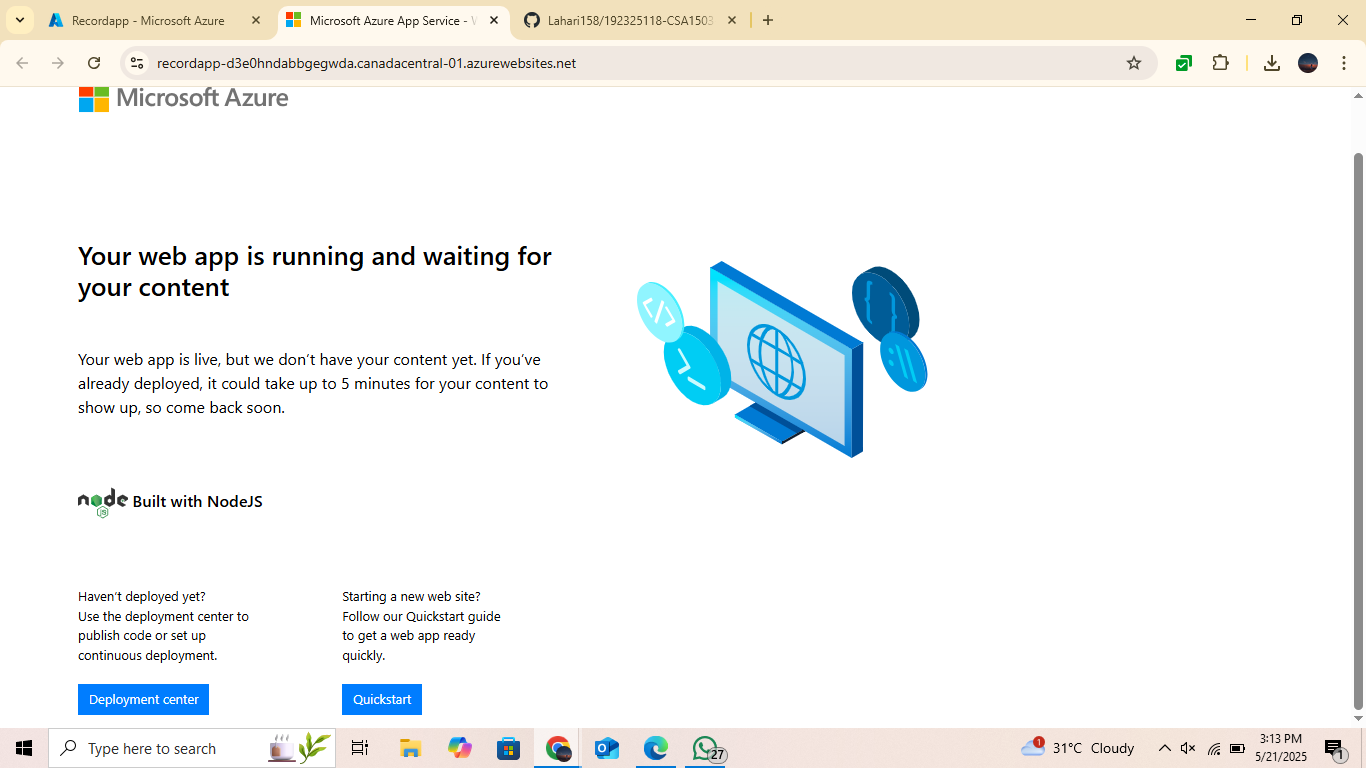 Recordapp - Microsoft Azure
Microsoft Azure App Service - W
Lahari158/192325118-CSA1503
recordapp-d3e0hndabbgegwda.canadacentral-01.azurewebsites.net
Microsoft Azure
Your web app is running and waiting for
your content
Your web app is live, but we don’t have your content yet. If you’ve
already deployed, it could take up to 5 minutes for your content to
show up, so come back soon.
</>
{ }
>_
:\\
node
JS
Built with NodeJS
Haven’t deployed yet?
Use the deployment center to
publish code or set up
continuous deployment.
Deployment center
Starting a new web site?
Follow our Quickstart guide
to get a web app ready
quickly.
Quickstart
Type here to search
27
1
31°C Cloudy
3:13 PM
5/21/2025
1